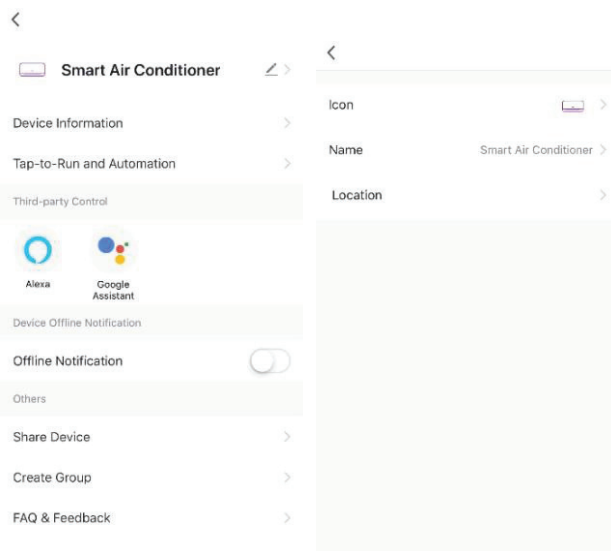 Smart Air Conditioner
Device Information
Tap-to-Run and Automation
Third-party Control
Alexa
Google
Assistant
Device Offline Notification
Offline Notification
Others
Share Device
Create Group
FAQ & Feedback
Icon
Name
Smart Air Conditioner
Location